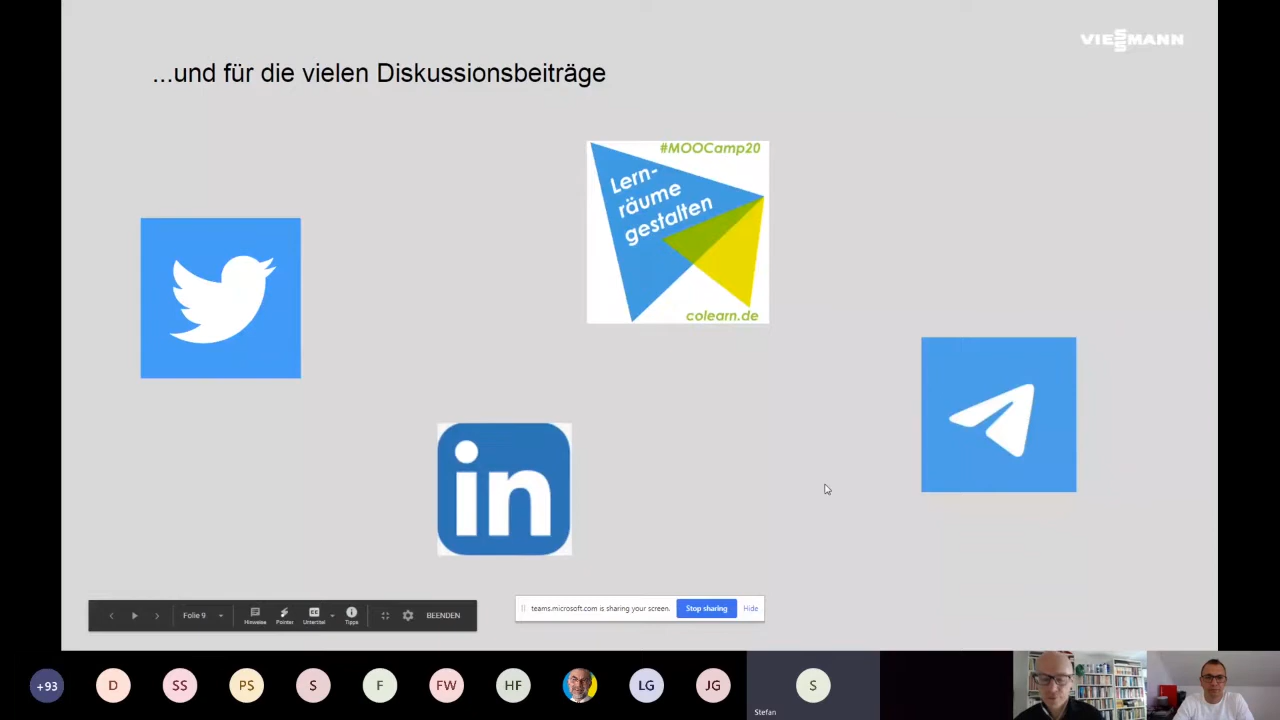 VIESSMANN
...und für die vielen Diskussionsbeiträge
#MOOCamp20
Lern-
räume
gestalten
colearn.de
in
Folie 9
Hinweise
Pointer
CC
Untertitel
Tipps
BEENDEN
teams.microsoft.com is sharing your screen.
Stop sharing
Hide
+93
D
SS
PS
S
F
FW
HF
LG
JG
S
Stefan